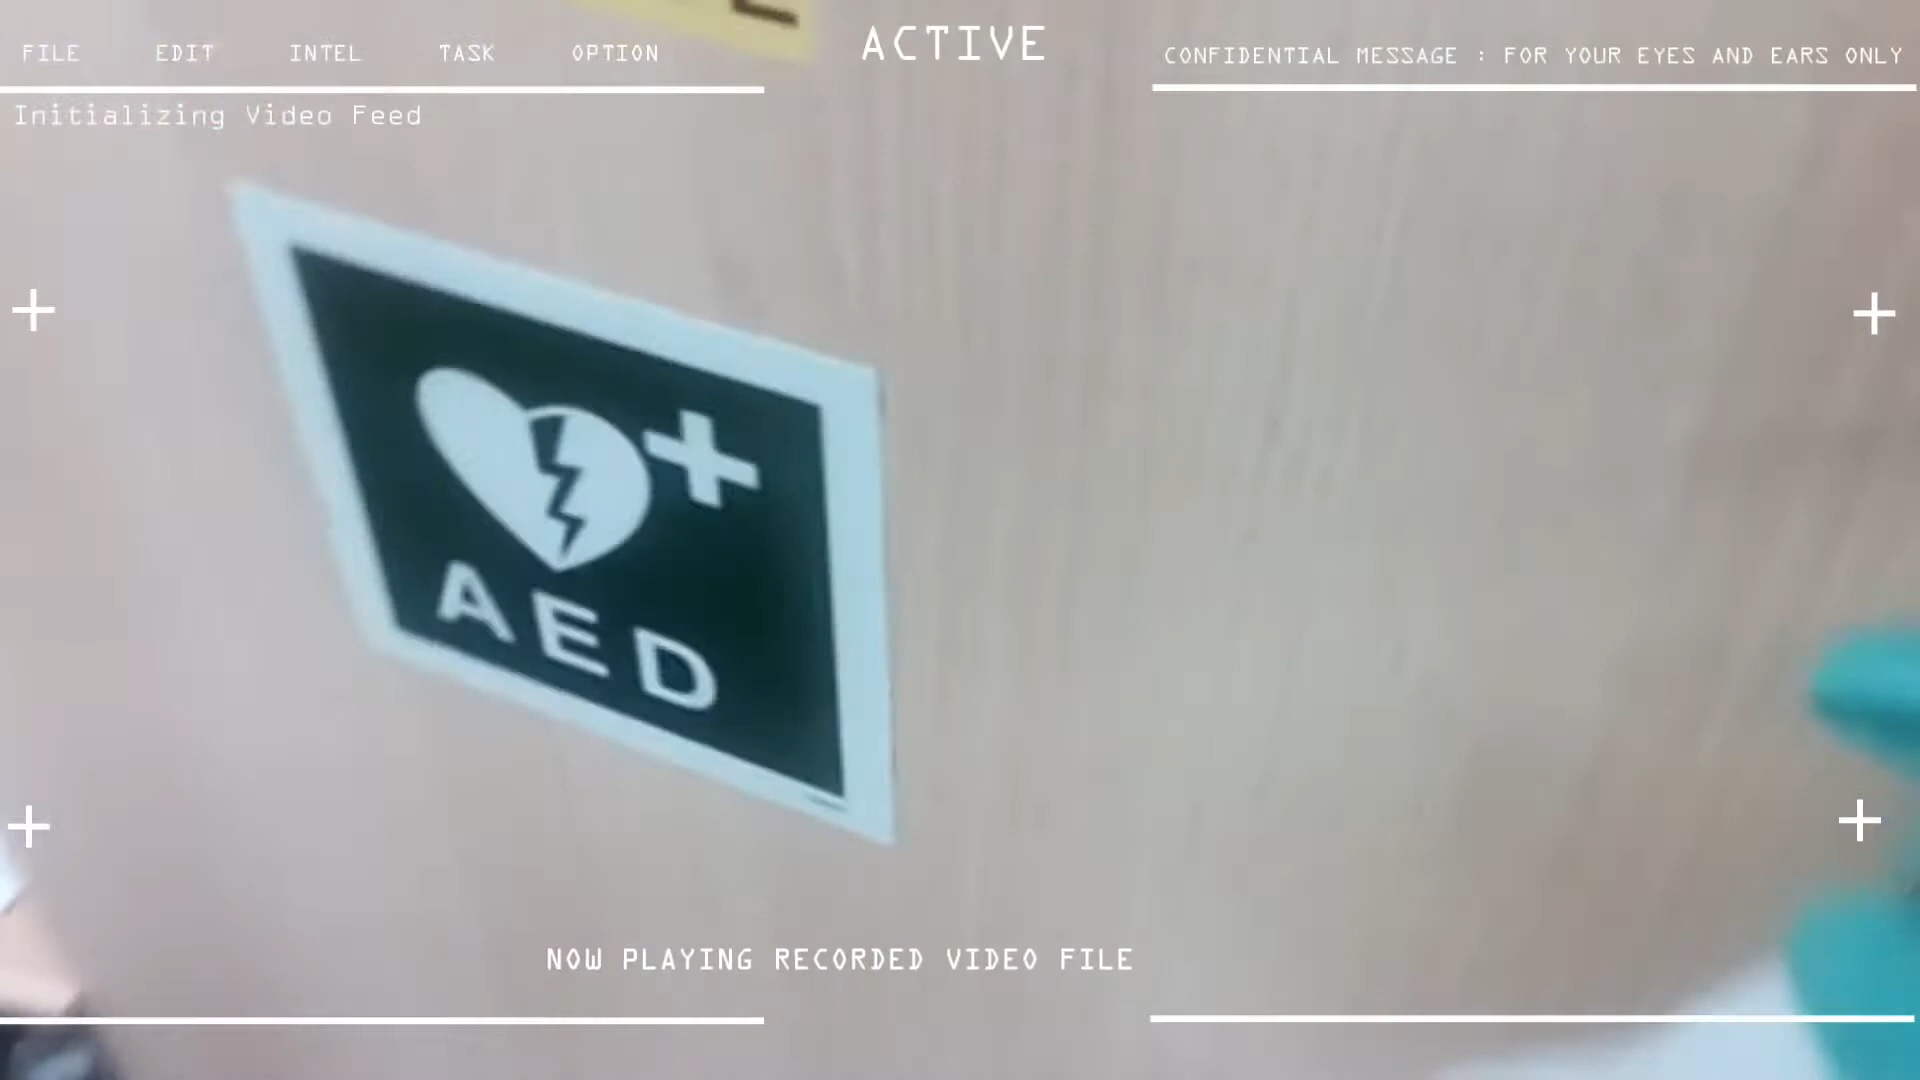 ACTIVE
FILE EDIT INTEL TASK OPTION
CONFIDENTIAL MESSAGE : FOR YOUR EYES AND EARS ONLY
Initializing Video Feed
AED
NOW PLAYING RECORDED VIDEO FILE